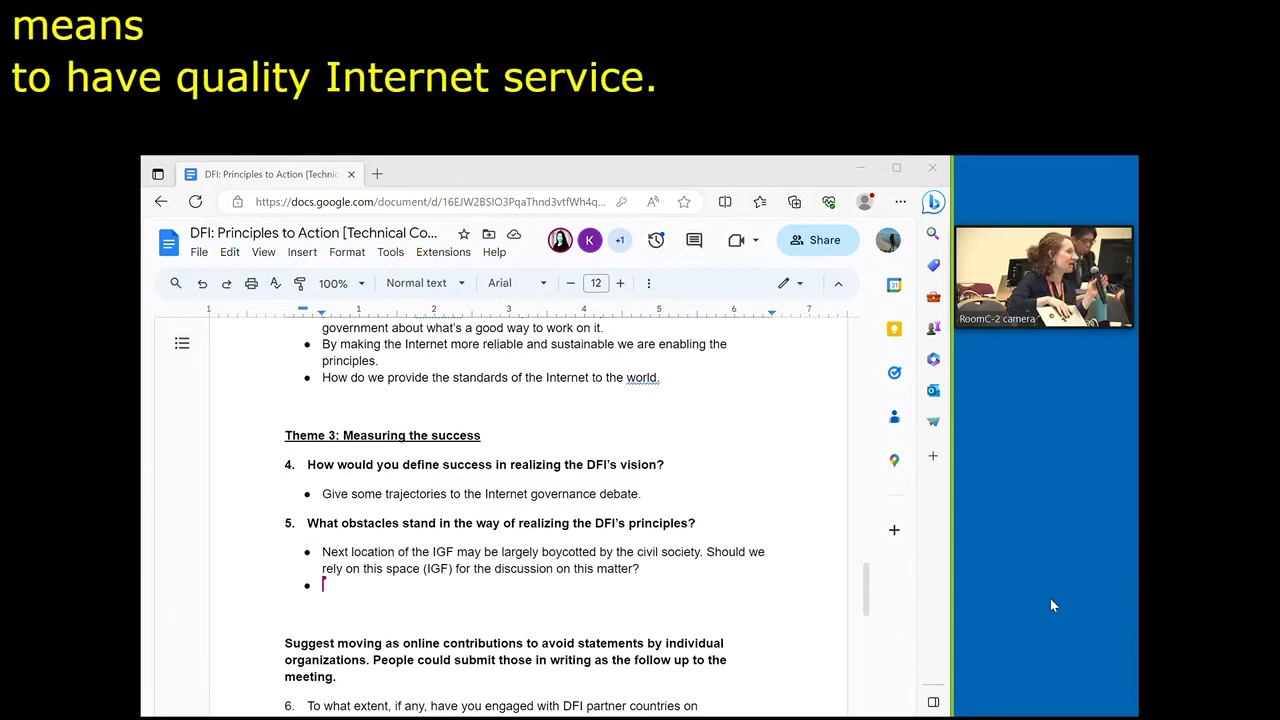 means
to have quality Internet service.
DFI: Principles to Action [Technic
https://docs.google.com/document/d/16EJW2BSIO3PqaThnd3vtfWh4q...
DFI: Principles to Action [Technical Co...
K
+1
Share
File Edit View Insert Format Tools Extensions Help
100% Normal text Arial 12
1 1 2 3 4 5 6 7
government about what's a good way to work on it.
● By making the Internet more reliable and sustainable we are enabling the
principles.
● How do we provide the standards of the Internet to the world.
Theme 3: Measuring the success
4. How would you define success in realizing the DFI's vision?
● Give some trajectories to the Internet governance debate.
5. What obstacles stand in the way of realizing the DFI's principles?
● Next location of the IGF may be largely boycotted by the civil society. Should we
rely on this space (IGF) for the discussion on this matter?
●
Suggest moving as online contributions to avoid statements by individual
organizations. People could submit those in writing as the follow up to the
meeting.
6. To what extent, if any, have you engaged with DFI partner countries on
RoomC-2 camera